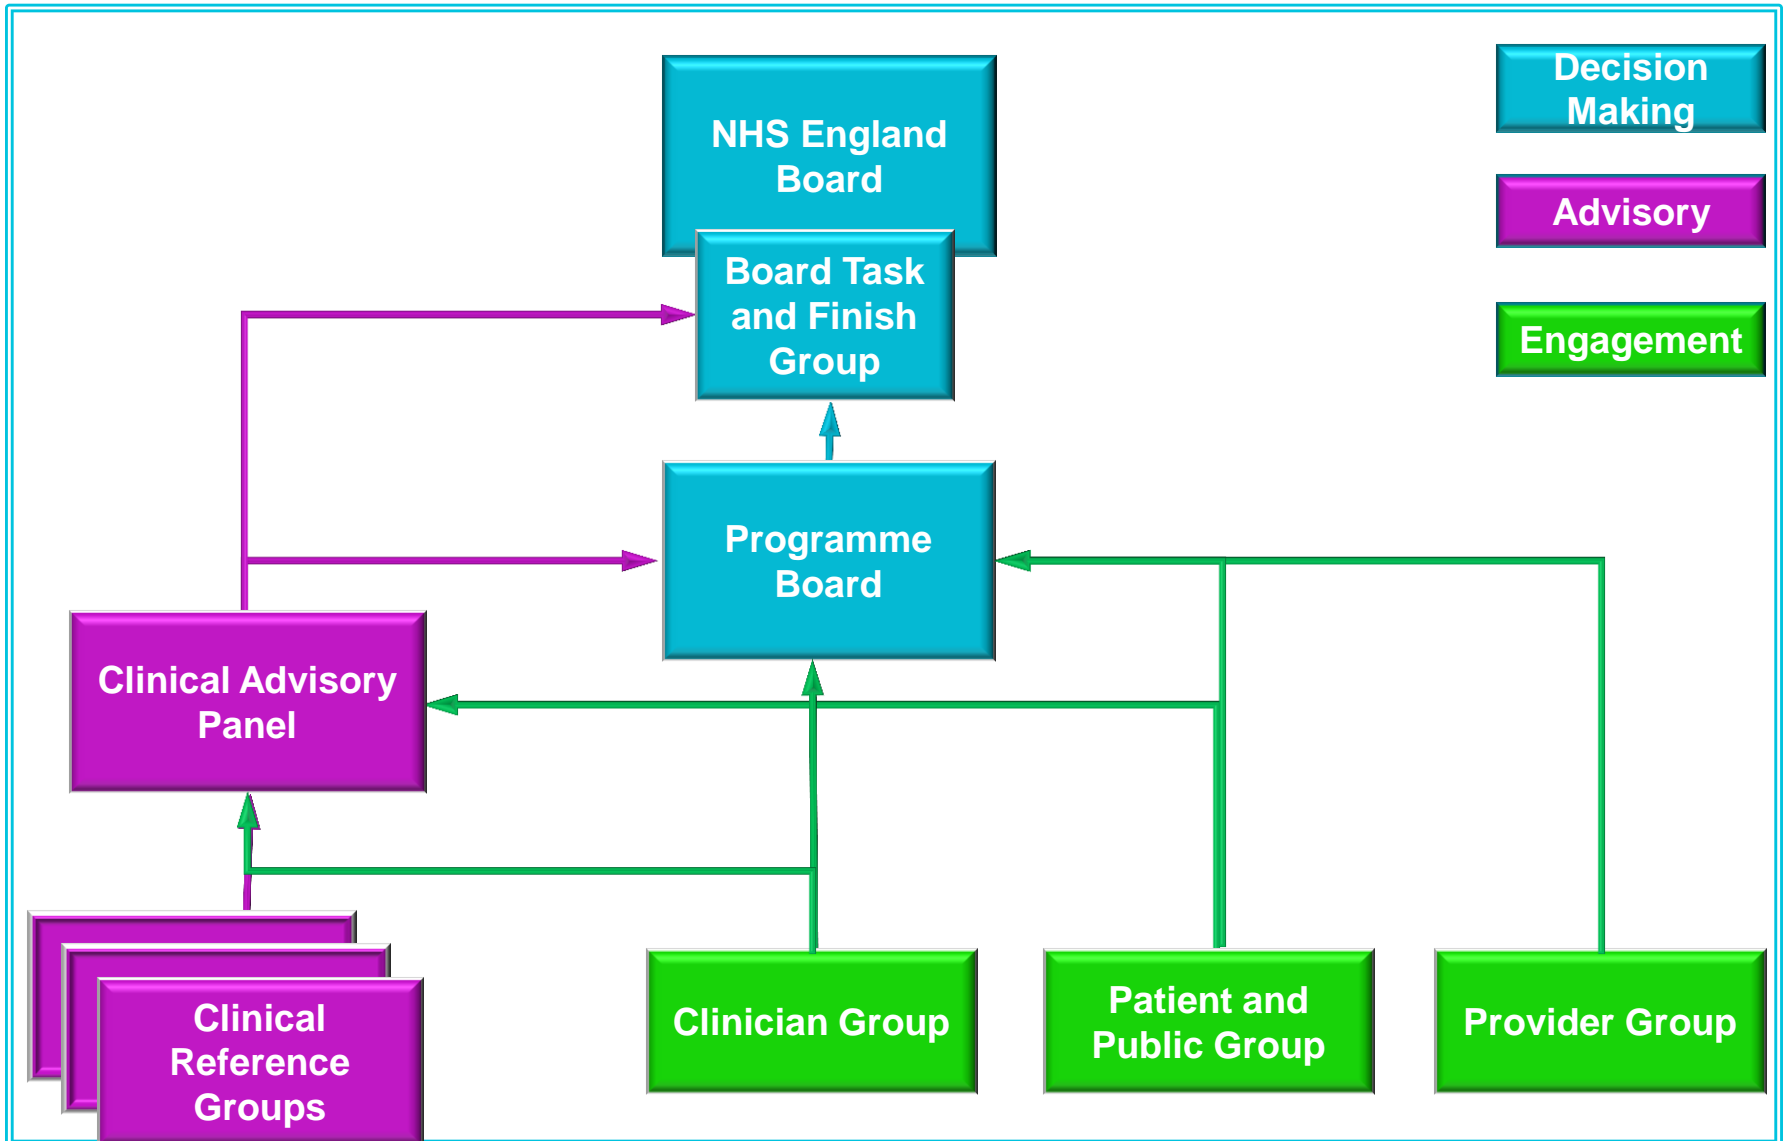 NHS England
Board
Board Task
and Finish
Group
Programme
Board
Clinical Advisory
Panel
Clinical
Reference
Groups
Clinician Group
Patient and
Public Group
Provider Group
Decision
Making
Advisory
Engagement